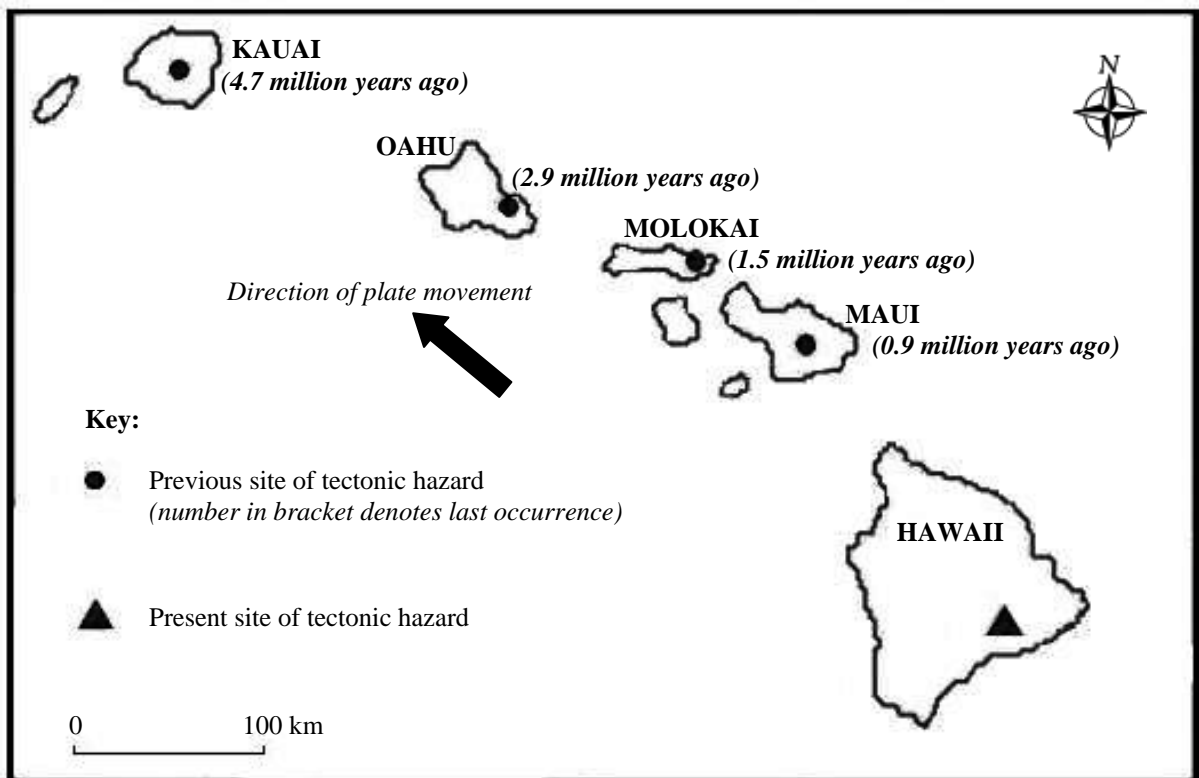 KAUAI
(4.7 million years ago)
N
OAHU
(2.9 million years ago)
MOLOKAI
(1.5 million years ago)
Direction of plate movement
MAUI
(0.9 million years ago)
Key:
Previous site of tectonic hazard
(number in bracket denotes last occurrence)
HAWAII
Present site of tectonic hazard
0 100 km